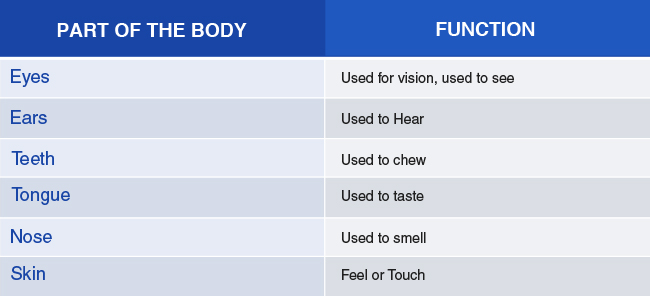 PART OF THE BODY FUNCTION
Eyes Used for vision, used to see
Ears Used to Hear
Teeth Used to chew
Tongue Used to taste
Nose Used to smell
Skin Feel or Touch